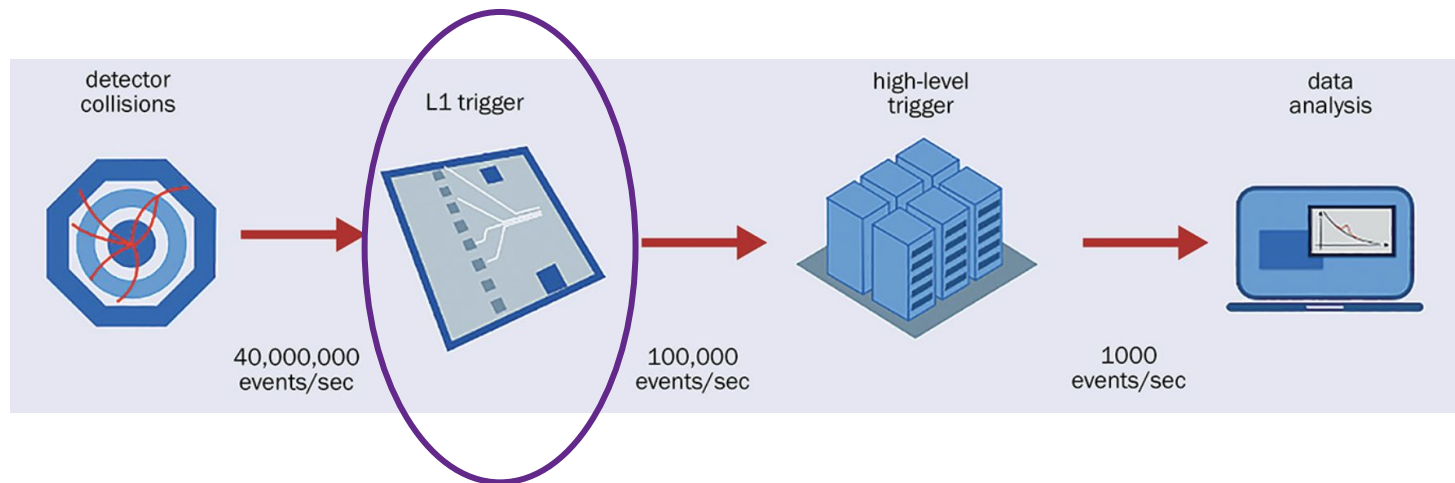 detector
collisions
L1 trigger
high-level
trigger
data
analysis
40,000,000
events/sec
100,000
events/sec
1000
events/sec